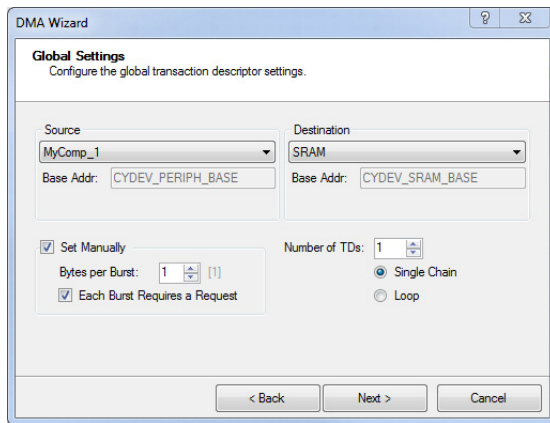 DMA Wizard
Global Settings
Configure the global transaction descriptor settings.
Source
MyComp_1
Base Addr: CYDEV_PERIPH_BASE
Destination
SRAM
Base Addr: CYDEV_SRAM_BASE
Set Manually
Bytes per Burst: 1 [1]
Each Burst Requires a Request
Number of TDs: 1
Single Chain
Loop
< Back Next > Cancel